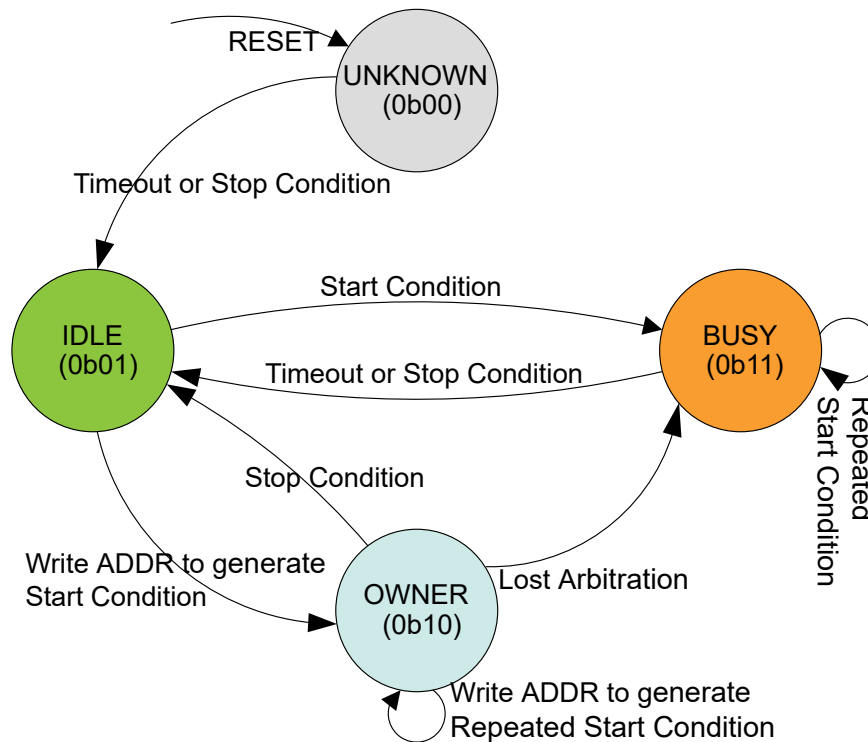 RESET
UNKNOWN
(0b00)
Timeout or Stop Condition
Start Condition
IDLE
(0b01)
BUSY
(0b11)
Timeout or Stop Condition
Repeated
Start Condition
Stop Condition
Write ADDR to generate
Start Condition
Lost Arbitration
OWNER
(0b10)
Write ADDR to generate
Repeated Start Condition